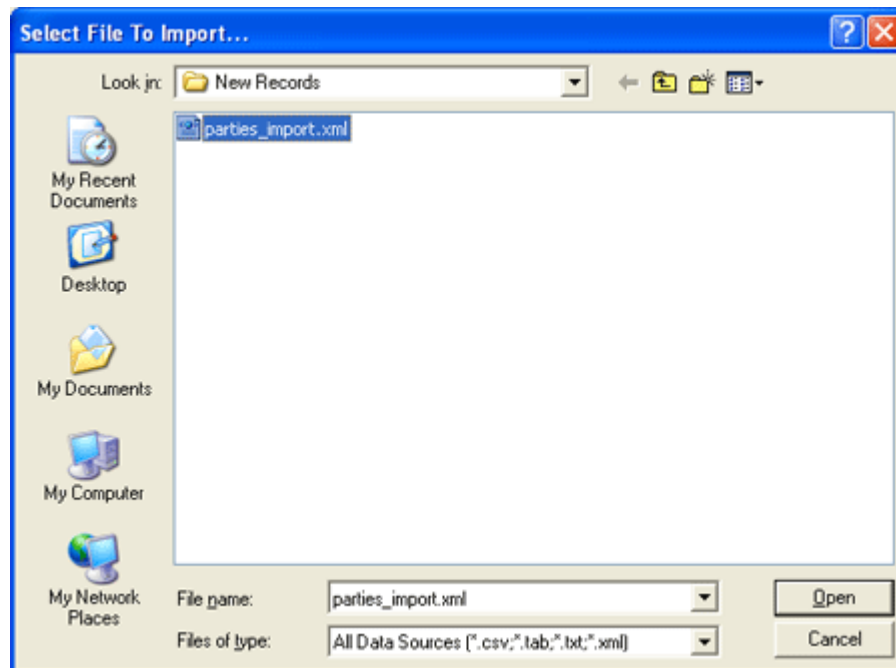 Select File To Import...
Look in: New Records
parties_import.xml
My Recent
Documents
Desktop
My Documents
My Computer
My Network
Places
File name: parties_import.xml Open
Files of type: All Data Sources (*.csv;*.tab;*.txt;*.xml) Cancel